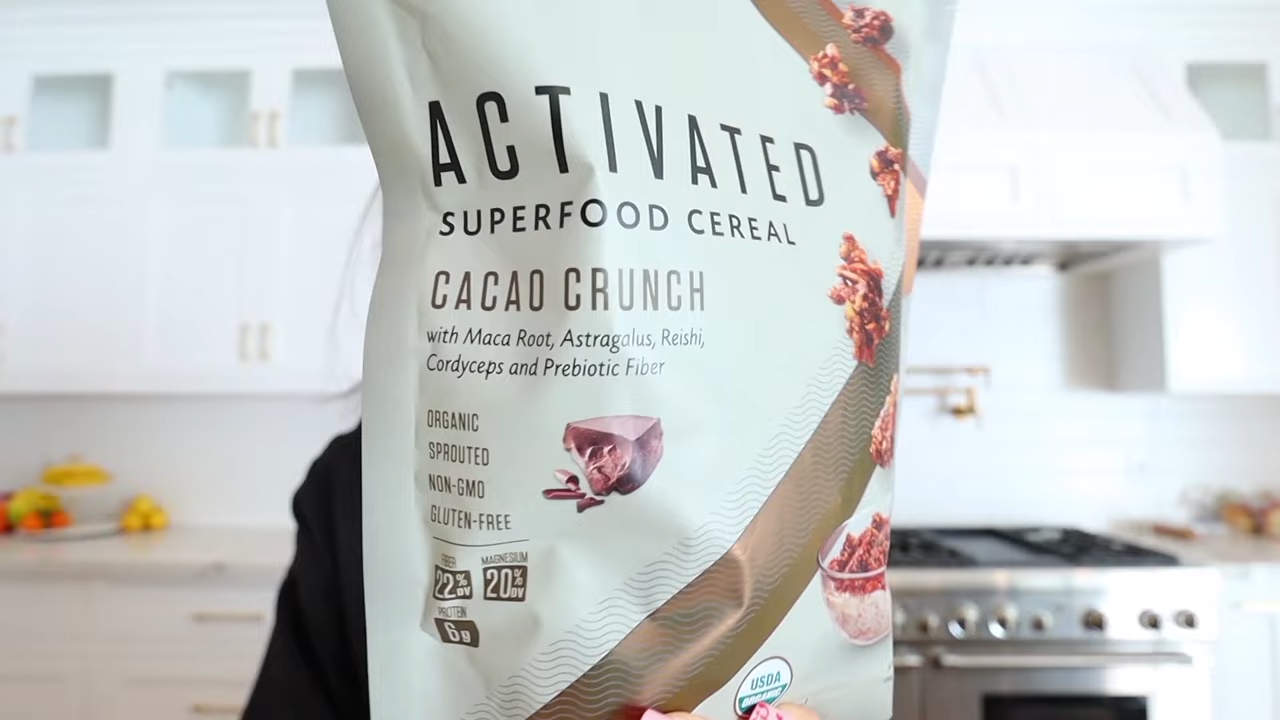 ACTIVATED
SUPERFOOD CEREAL
CACAO CRUNCH
with Maca Root, Astragalus, Reishi,
Cordyceps and Prebiotic Fiber
ORGANIC
SPROUTED
NON-GMO
GLUTEN-FREE
FIBER
22% DV
MAGNESIUM
20% DV
PROTEIN
6g
USDA
ORGANIC